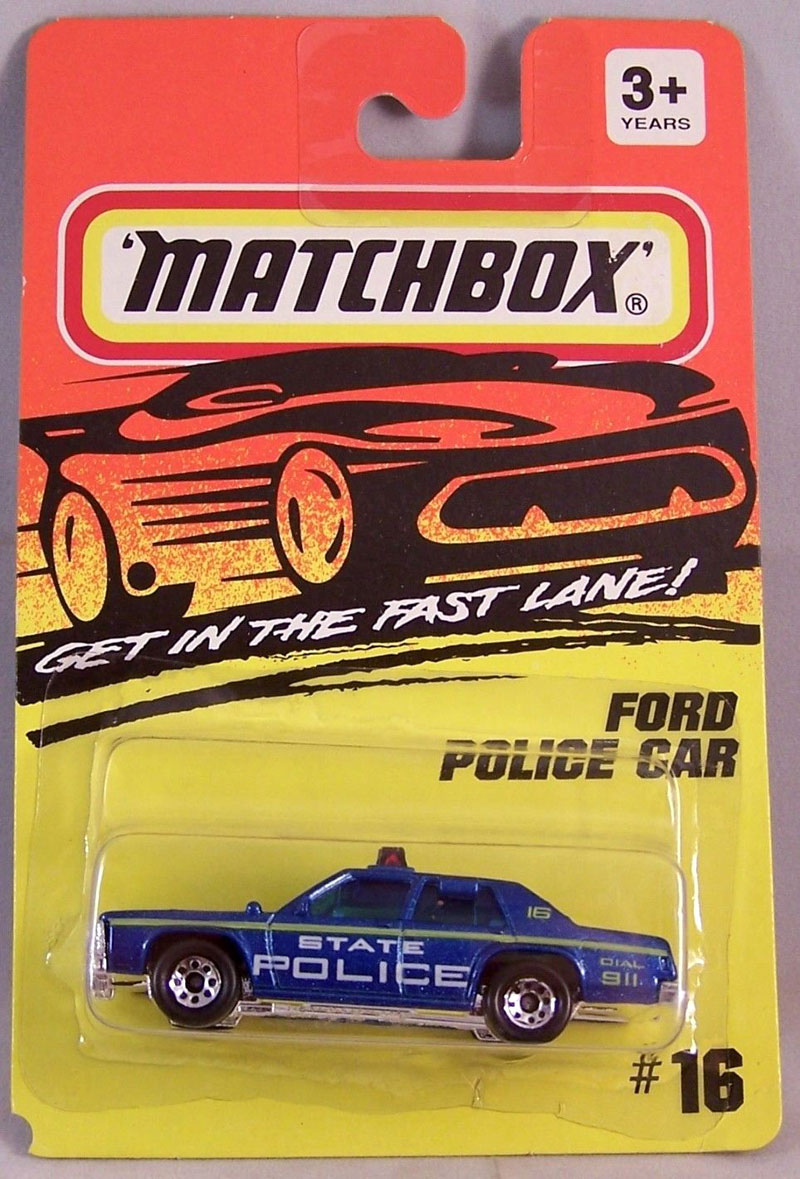 3+
YEARS
'MATCHBOX'®
GET IN THE FAST LANE!
FORD
POLICE CAR
16
STATE
POLICE
DIAL
911
#16